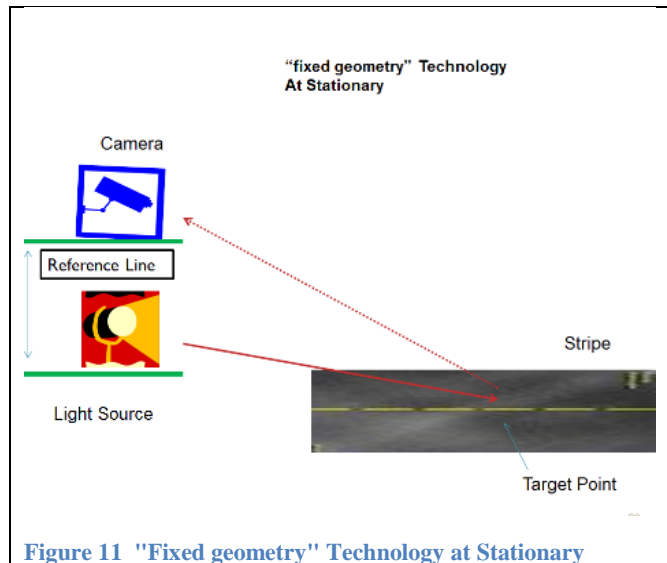 “fixed geometry” Technology
At Stationary
Camera
Reference Line
Stripe
Light Source
Target Point
Figure 11 "Fixed geometry" Technology at Stationary